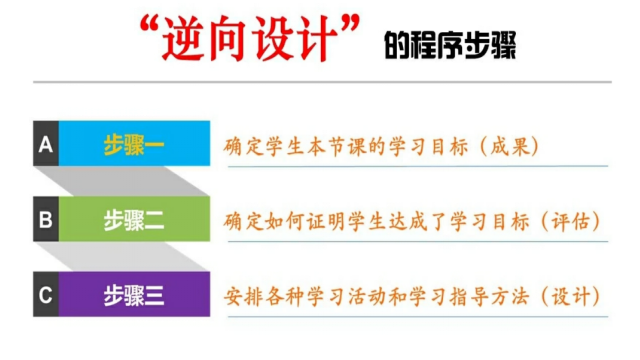 “逆向设计”的程序步骤
A 步骤一 确定学生本节课的学习目标（成果）
B 步骤二 确定如何证明学生达成了学习目标（评估）
C 步骤三 安排各种学习活动和学习指导方法（设计）